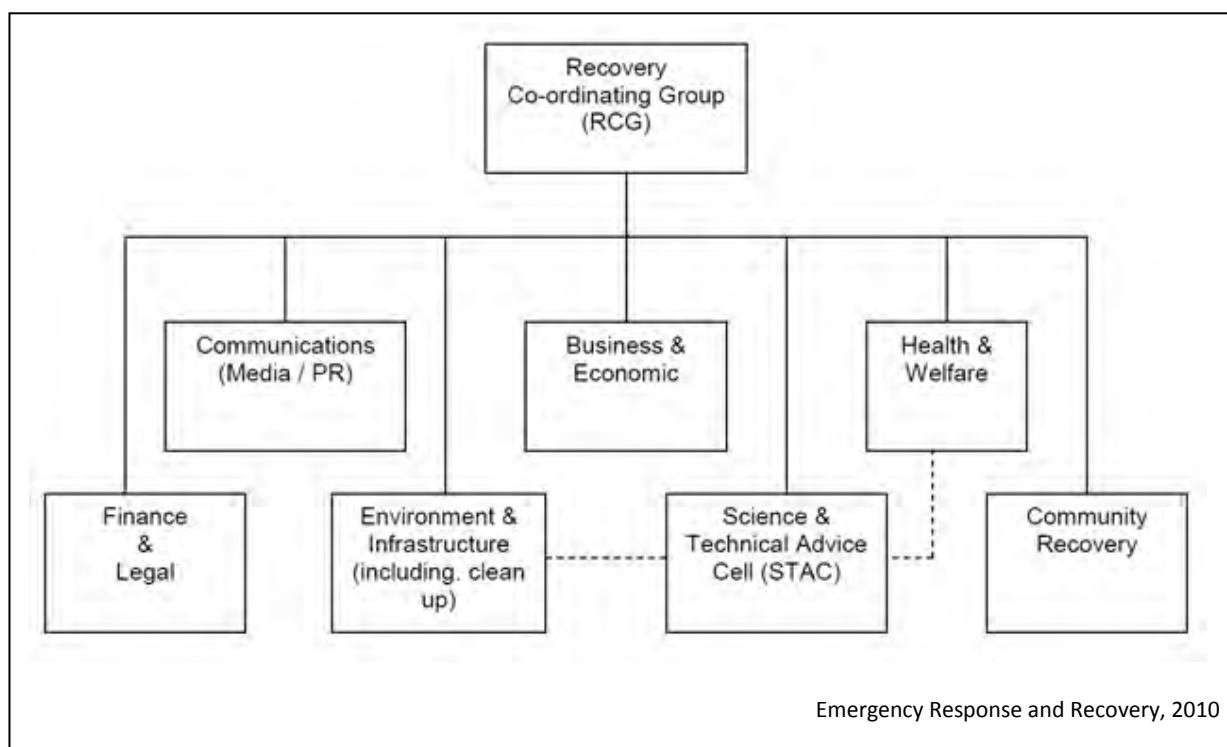 Recovery
Co-ordinating Group
(RCG)
Communications
(Media / PR)
Business &
Economic
Health &
Welfare
Finance
&
Legal
Environment &
Infrastructure
(including. clean
up)
Science &
Technical Advice
Cell (STAC)
Community
Recovery
Emergency Response and Recovery, 2010